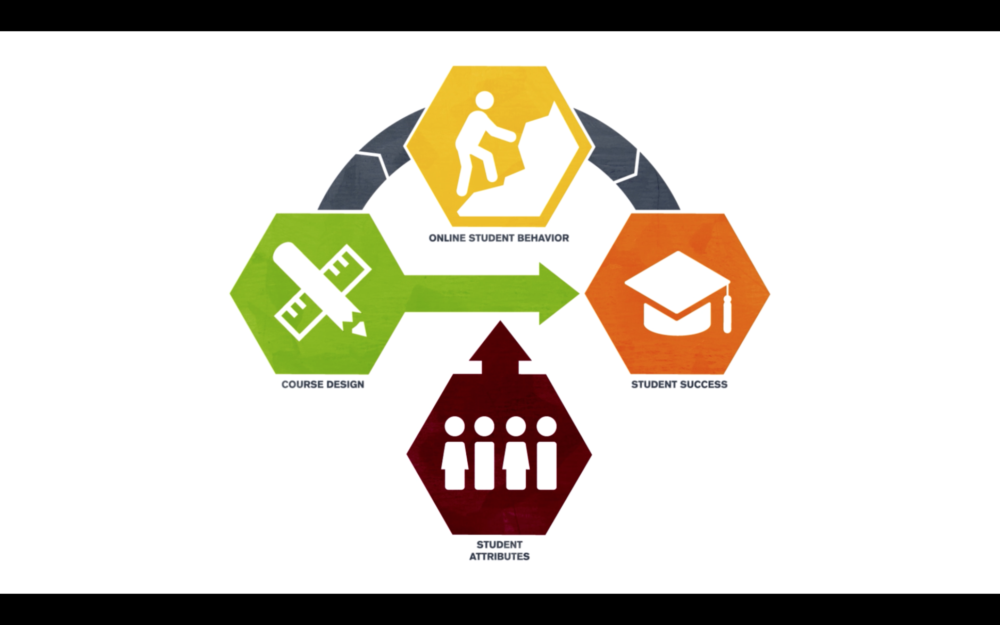 ONLINE STUDENT BEHAVIOR
COURSE DESIGN
STUDENT SUCCESS
STUDENT
ATTRIBUTES